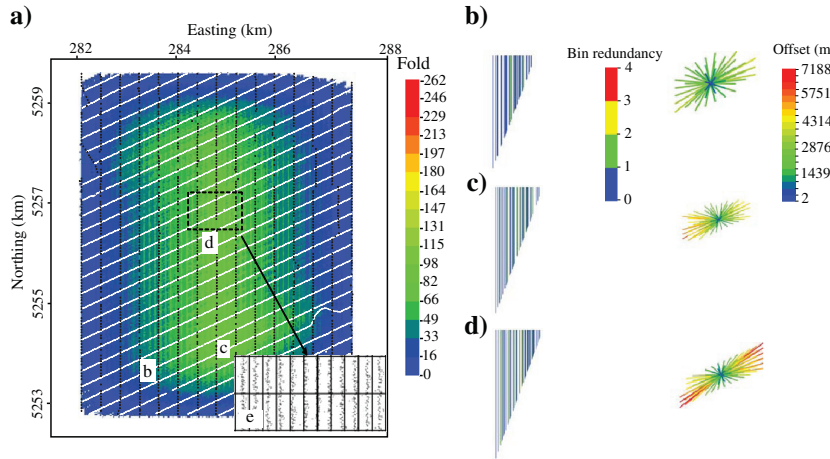 a)
Easting (km)
282 284 286 288
Northing (km)
5259
5257
5255
5253
b
c
d
e
Fold
-262
-246
-229
-213
-197
-180
-164
-147
-131
-115
-98
-82
-66
-49
-33
-16
-0
b)
Bin redundancy
4
3
2
1
0
Offset (m
7188
5751
4314
2876
1439
2
c)
d)